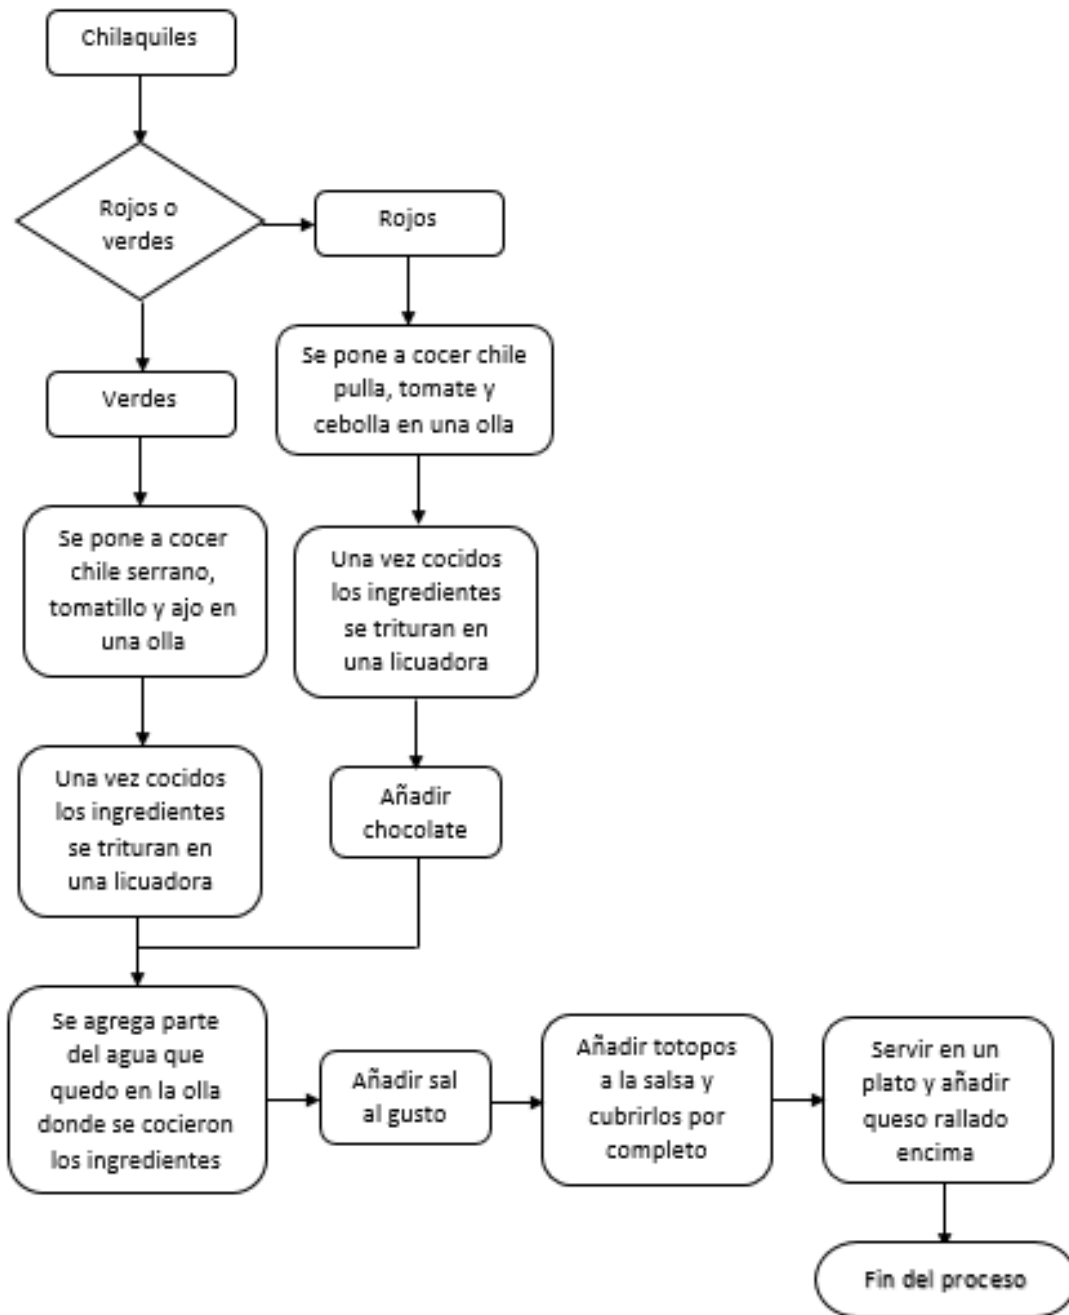 Chilaquiles
Rojos o
verdes
Rojos
Se pone a cocer chile
pulla, tomate y
cebolla en una olla
Verdes
Se pone a cocer
chile serrano,
tomatillo y ajo en
una olla
Una vez cocidos
los ingredientes
se trituran en
una licuadora
Una vez cocidos
los ingredientes
se trituran en
una licuadora
Añadir
chocolate
Se agrega parte
del agua que
quedo en la olla
donde se cocieron
los ingredientes
Añadir sal
al gusto
Añadir totopos
a la salsa y
cubrirlos por
completo
Servir en un
plato y añadir
queso rallado
encima
Fin del proceso